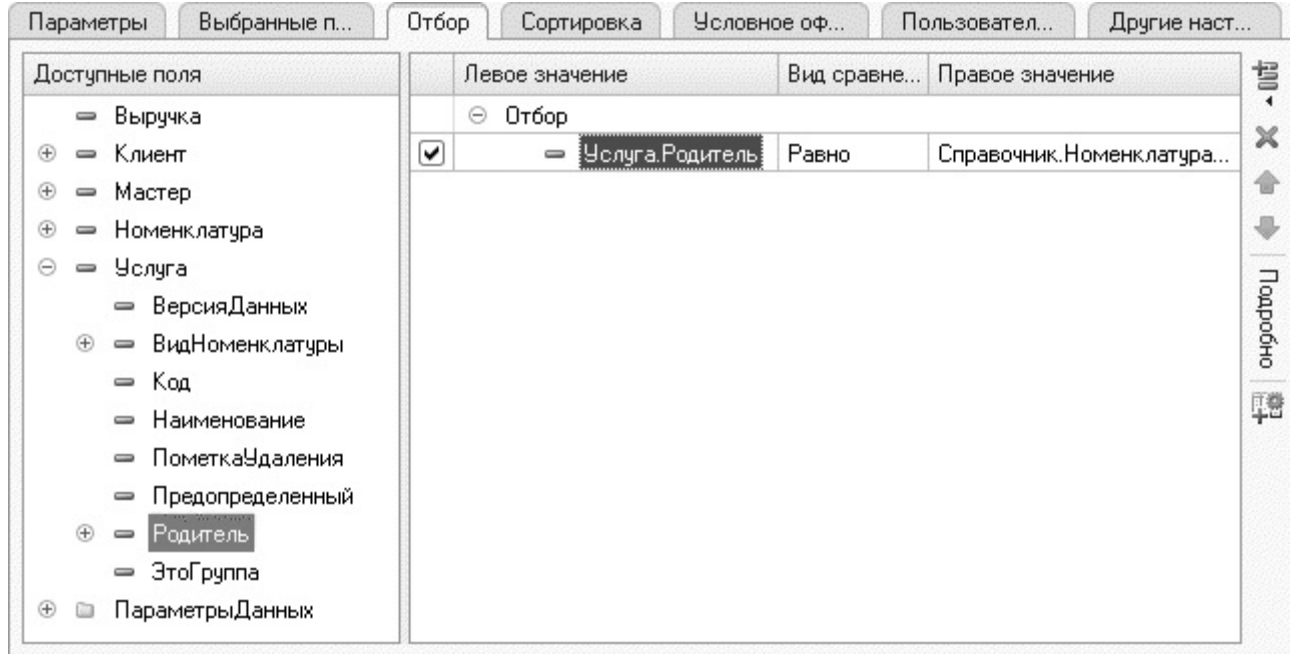 Параметры Выбранные п... Отбор Сортировка Условное оф... Пользовател... Другие наст...
Доступные поля
Выручка
Клиент
Мастер
Номенклатура
Услуга
ВерсияДанных
ВидНоменклатуры
Код
Наименование
ПометкаУдаления
Предопределенный
Родитель
ЭтоГруппа
ПараметрыДанных
Левое значение Вид сравне... Правое значение
Отбор
Услуга.Родитель Равно Справочник.Номенклатура...
Подробно